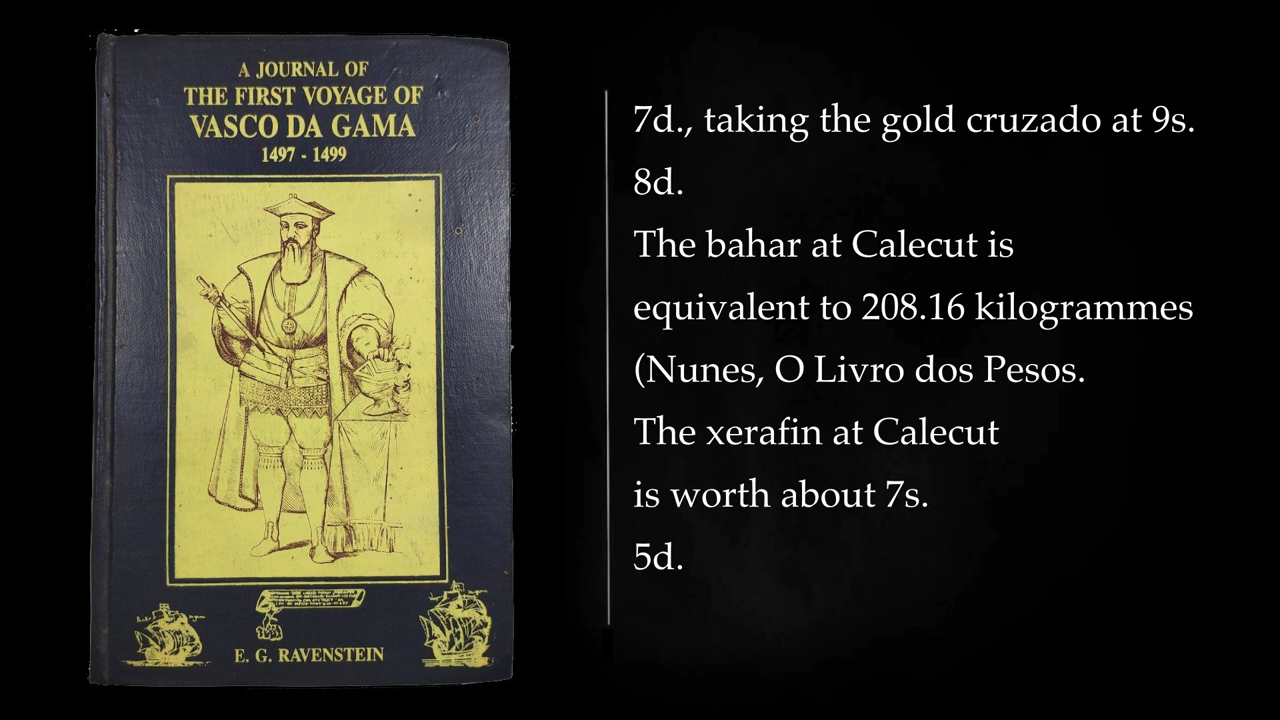 A JOURNAL OF
THE FIRST VOYAGE OF
VASCO DA GAMA
1497 - 1499
E. G. RAVENSTEIN
7d., taking the gold cruzado at 9s.
8d.
The bahar at Calecut is
equivalent to 208.16 kilogrammes
(Nunes, O Livro dos Pesos.
The xerafin at Calecut
is worth about 7s.
5d.